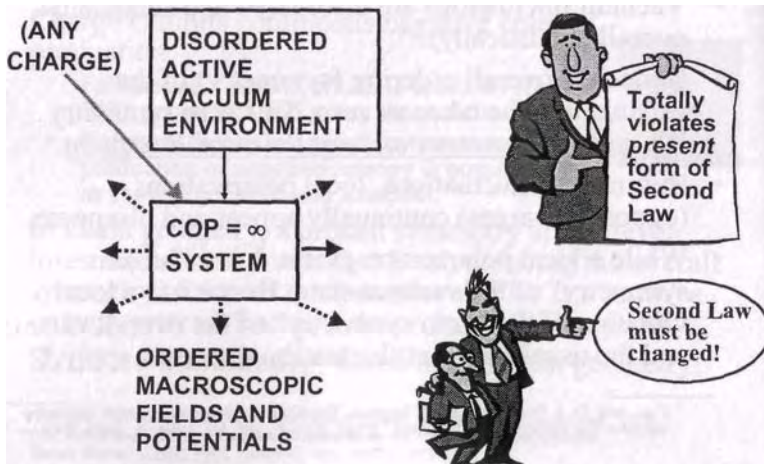 (ANY
CHARGE)
DISORDERED
ACTIVE
VACUUM
ENVIRONMENT
COP = ∞
SYSTEM
ORDERED
MACROSCOPIC
FIELDS AND
POTENTIALS
Totally
violates
present
form of
Second
Law
Second Law
must be
changed!